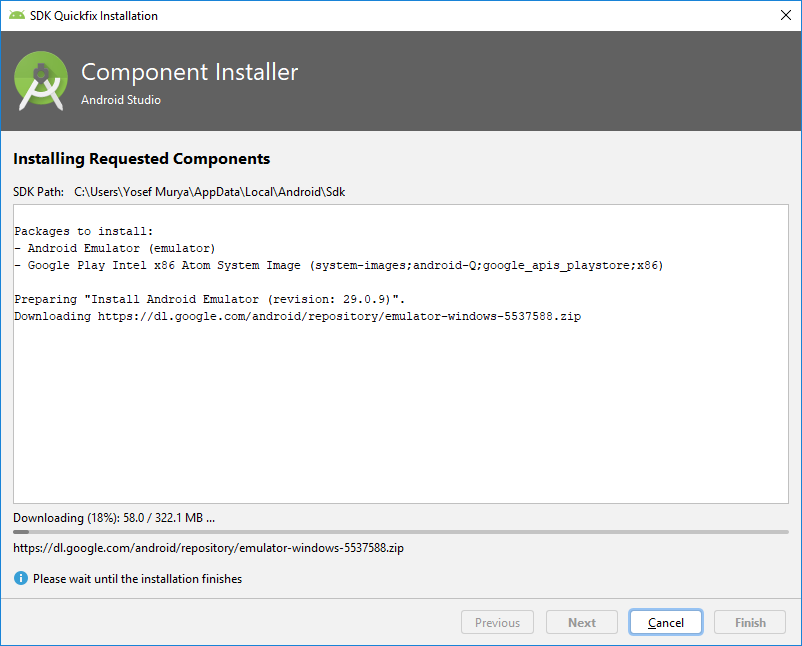 SDK Quickfix Installation
Component Installer
Android Studio
Installing Requested Components
SDK Path: C:\Users\Yosef Murya\AppData\Local\Android\Sdk
Packages to install:
- Android Emulator (emulator)
- Google Play Intel x86 Atom System Image (system-images;android-Q;google_apis_playstore;x86)
Preparing "Install Android Emulator (revision: 29.0.9)".
Downloading https://dl.google.com/android/repository/emulator-windows-5537588.zip
Downloading (18%): 58.0 / 322.1 MB ...
https://dl.google.com/android/repository/emulator-windows-5537588.zip
Please wait until the installation finishes
Previous Next Cancel Finish